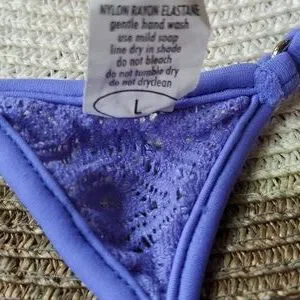 NYLON RAYON ELASTANE
gentle hand wash
use mild soap
line dry in shade
do not bleach
do not tumble dry
do not dryclean
L